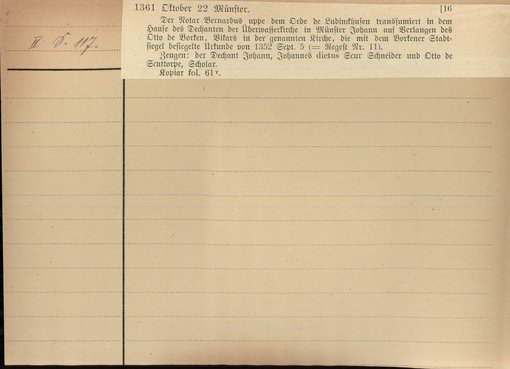 1361 Oktober 22 Münster. [16
Der Notar Bernardus uppe dem Orde de Ludinckhusen transsumiert in dem
Hause des Dechanten der Überwasserkirche in Münster Johann auf Verlangen des
Otto de Borken, Vikars in der genannten Kirche, die mit dem Borkener Stadt-
siegel besiegelte Urkunde von 1352 Sept. 5 (= Regest Nr. 11).
Zeugen: der Dechant Johann, Johannes dictus Scur Schneider und Otto de
Scuttorpe, Scholar.
Kopiar fol. 61v.
II. S. 117.